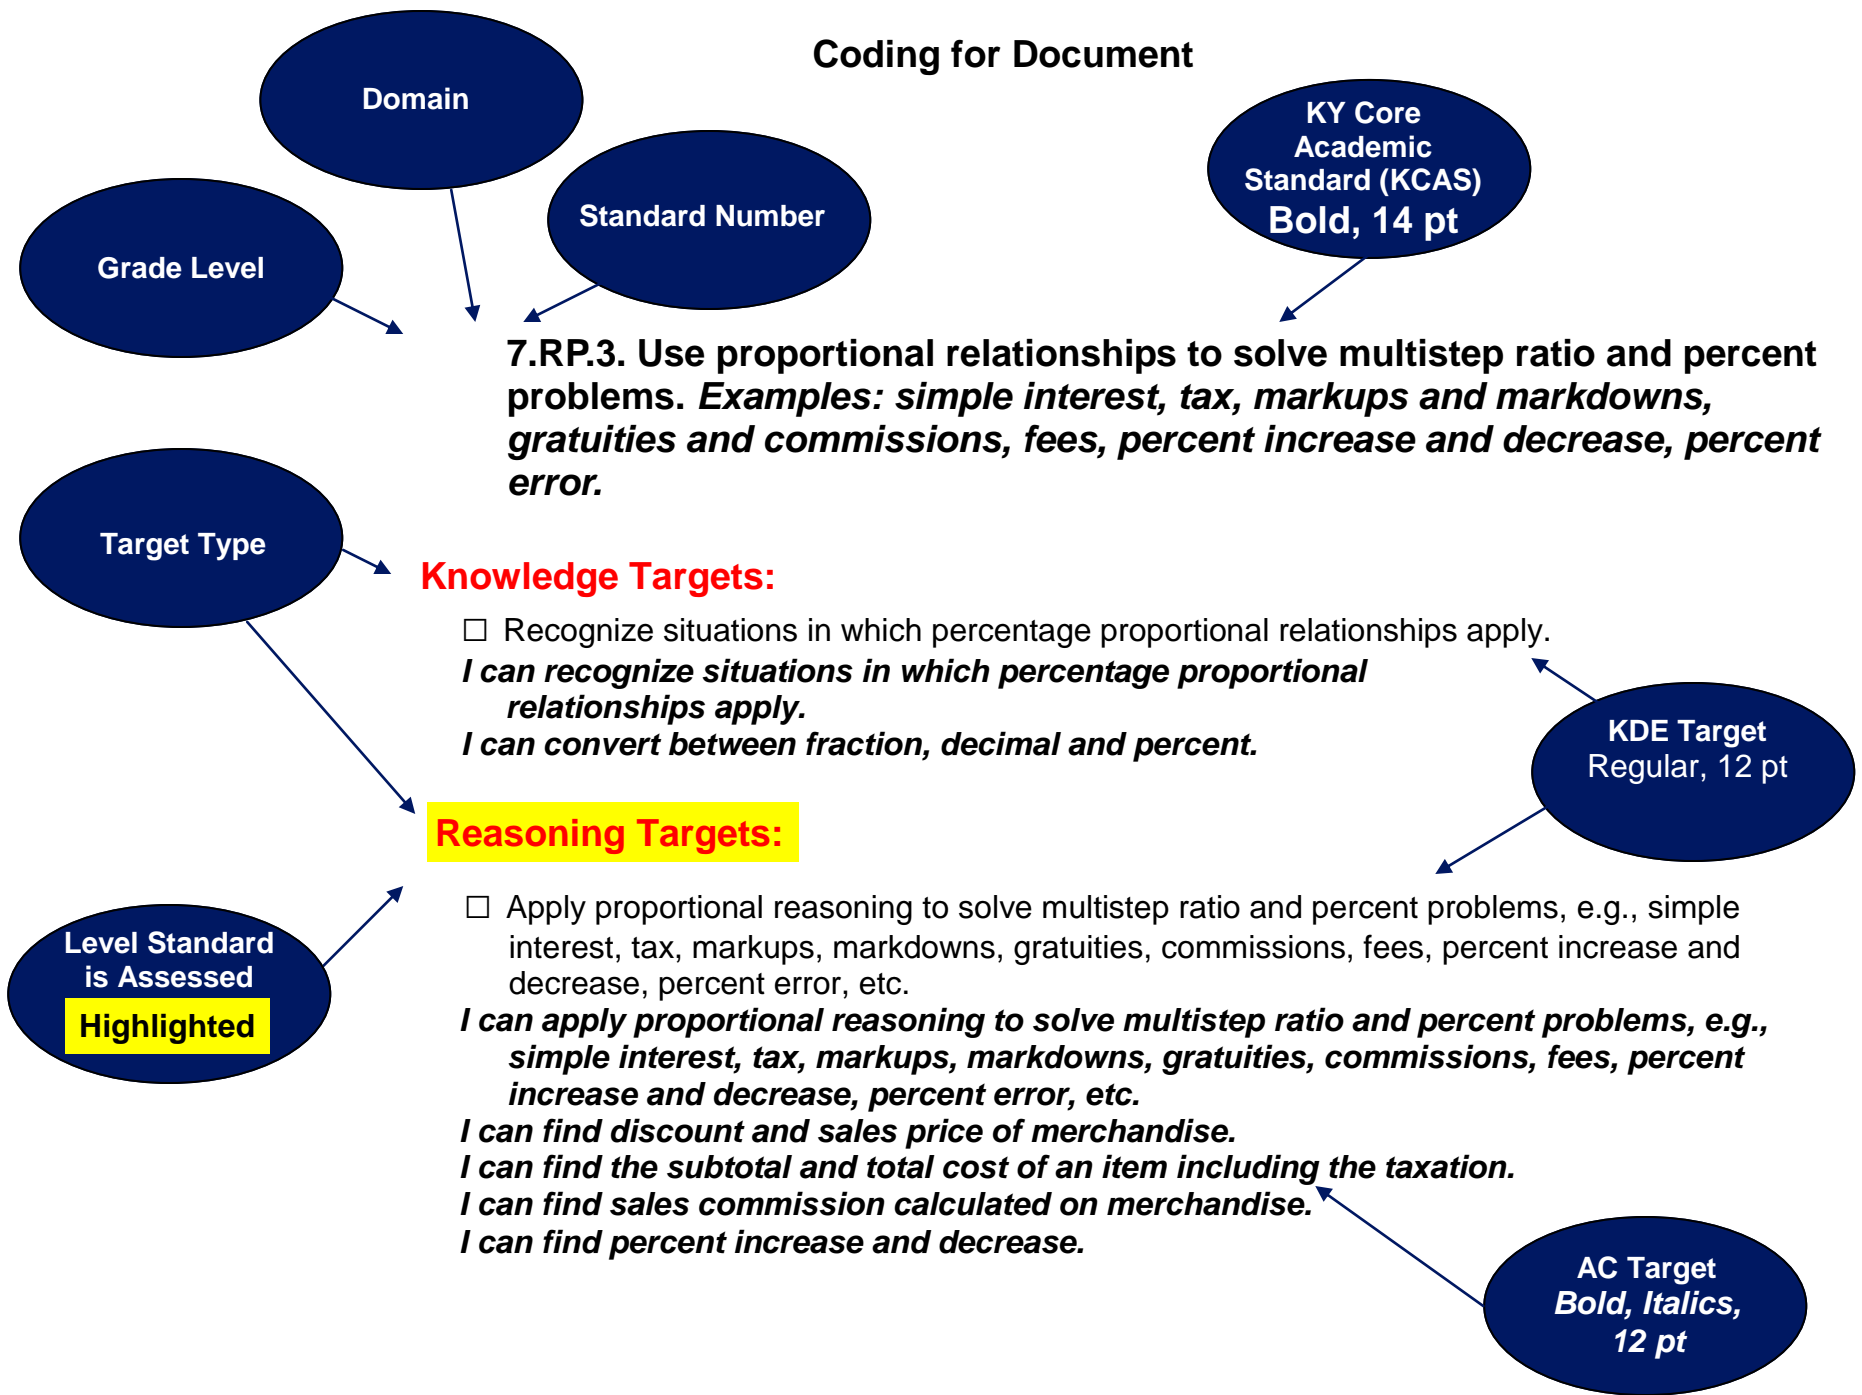 Coding for Document
Domain
KY Core
Academic
Standard (KCAS)
Bold, 14 pt
Standard Number
Grade Level
7.RP.3. Use proportional relationships to solve multistep ratio and percent
problems. Examples: simple interest, tax, markups and markdowns,
gratuities and commissions, fees, percent increase and decrease, percent
error.
Target Type
Knowledge Targets:
☐ Recognize situations in which percentage proportional relationships apply.
I can recognize situations in which percentage proportional
relationships apply.
I can convert between fraction, decimal and percent.
KDE Target
Regular, 12 pt
Reasoning Targets:
☐ Apply proportional reasoning to solve multistep ratio and percent problems, e.g., simple
interest, tax, markups, markdowns, gratuities, commissions, fees, percent increase and
decrease, percent error, etc.
Level Standard
is Assessed
Highlighted
I can apply proportional reasoning to solve multistep ratio and percent problems, e.g.,
simple interest, tax, markups, markdowns, gratuities, commissions, fees, percent
increase and decrease, percent error, etc.
I can find discount and sales price of merchandise.
I can find the subtotal and total cost of an item including the taxation.
I can find sales commission calculated on merchandise.
I can find percent increase and decrease.
AC Target
Bold, Italics,
12 pt